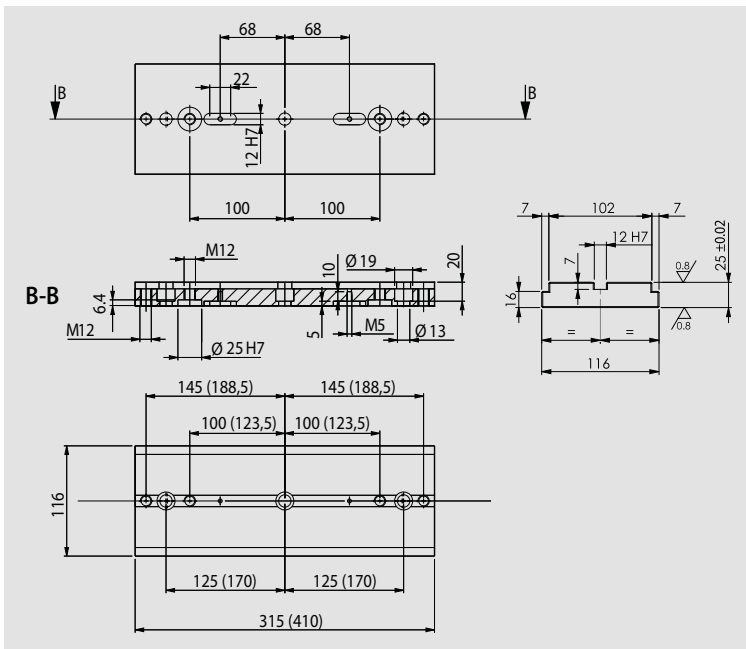 68 68
22
B B
12 H7
100 100
M12 10 Ø 19 20
B-B
6.4
M12 Ø 25 H7 5 M5 Ø 13
7 102 7
12 H7
7
0.8
25 ±0.02
16
= =
0.8
116
145 (188,5) 145 (188,5)
100 (123,5) 100 (123,5)
116
125 (170) 125 (170)
315 (410)